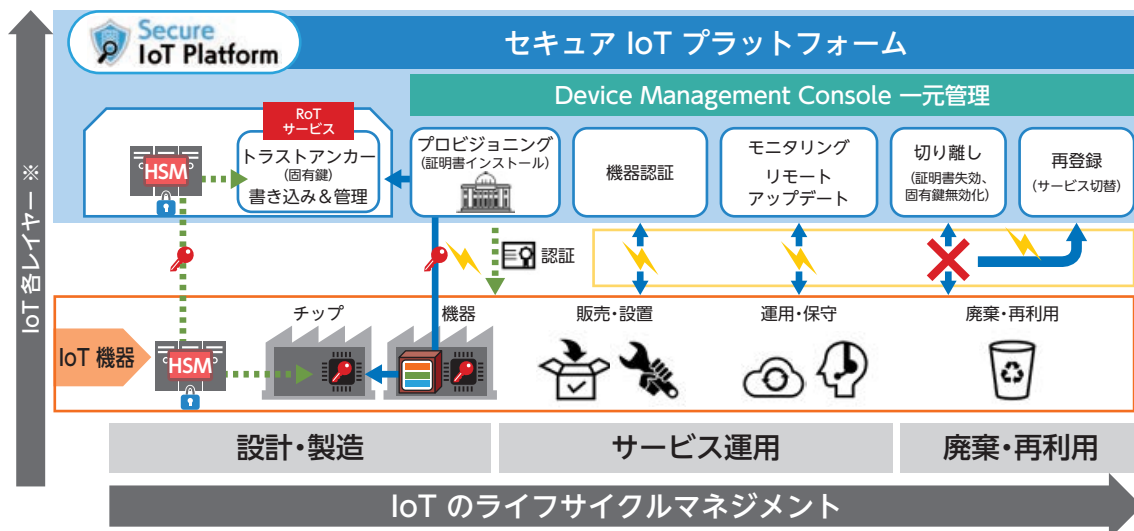 Secure
IoT Platform
セキュア IoT プラットフォーム
Device Management Console 一元管理
RoT
サービス
トラストアンカー
(固有鍵)
書き込み&管理
HSM
プロビジョニング
(証明書インストール)
機器認証
モニタリング
リモート
アップデート
切り離し
(証明書失効、
固有鍵無効化)
再登録
(サービス切替)
認証
IoT 各レイヤー ※
IoT 機器
HSM
チップ
機器
販売・設置
運用・保守
廃棄・再利用
設計・製造
サービス運用
廃棄・再利用
IoT のライフサイクルマネジメント